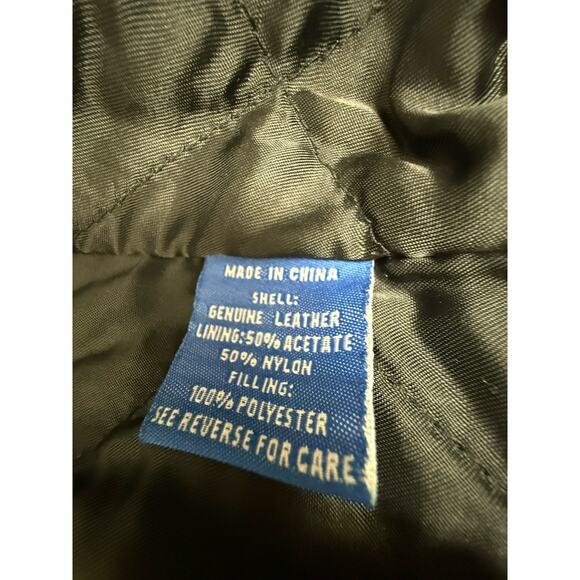 MADE IN CHINA
SHELL:
GENUINE LEATHER
LINING:50% ACETATE
50% NYLON
FILLING:
100% POLYESTER
SEE REVERSE FOR CARE